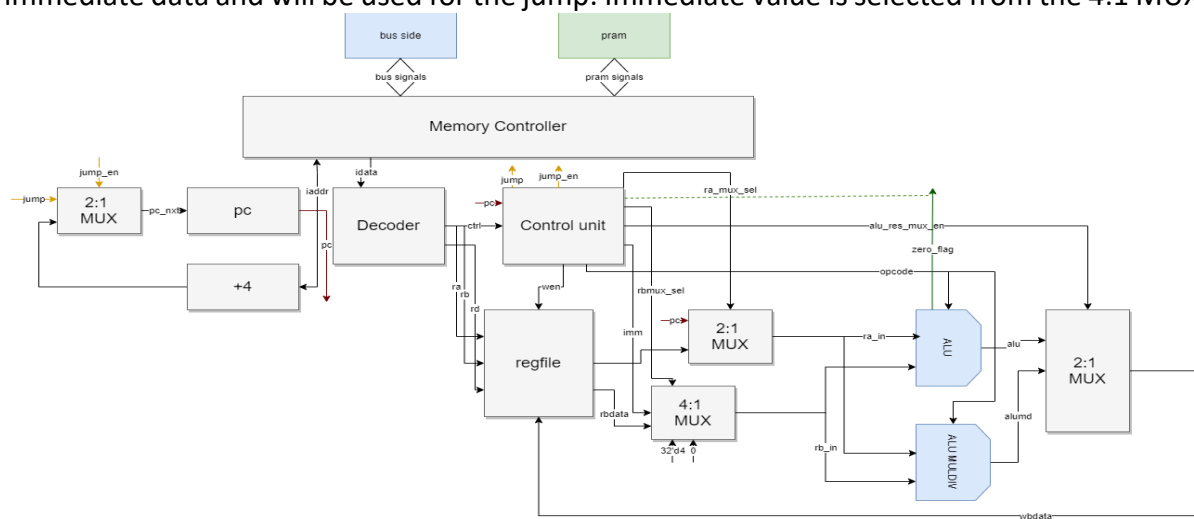 immediate data and will be used for the jump. Immediate value is selected from the 4:1 MUX
bus side
pram
bus signals
pram signals
Memory Controller
jump_en
jump
2:1
MUX
pc_nxt
pc
iaddr
idata
pc
+4
Decoder
ctrl
ra
rb
rd
jump
jump_en
pc
Control unit
ra_mux_sel
alu_res_mux_en
zero_flag
opcode
wen
rbmux_sel
imm
regfile
pc
2:1
MUX
ra_in
ALU
alu
2:1
MUX
rbdata
4:1
MUX
32'd4
0
rb_in
ALU MULDIV
alumd
wbdata